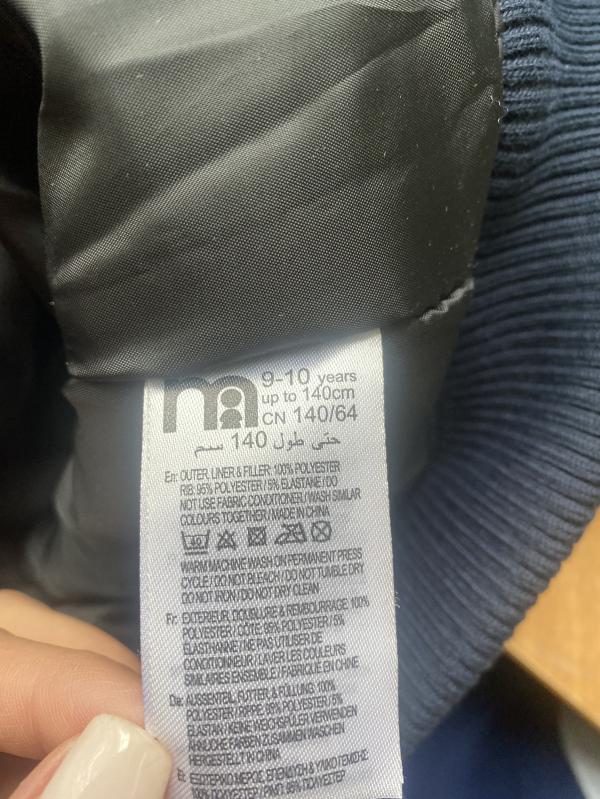 9-10 years
up to 140cm
CN 140/64
حتى طول 140 سم
En: OUTER, LINER & FILLER: 100% POLYESTER
RIB: 95% POLYESTER / 5% ELASTANE / DO
NOT USE FABRIC CONDITIONER / WASH SIMILAR
COLOURS TOGETHER / MADE IN CHINA
40
WARM MACHINE WASH ON PERMANENT PRESS
CYCLE / DO NOT BLEACH / DO NOT TUMBLE DRY
DO NOT IRON / DO NOT DRY CLEAN
Fr: EXTERIEUR, DOUBLURE & REMBOURRAGE: 100%
POLYESTER / CÔTE: 95% POLYESTER / 5%
ÉLASTHANNE / NE PAS UTILISER DE
CONDITIONNEUR / LAVER LES COULEURS
SIMILAIRES ENSEMBLE / FABRIQUE EN CHINE
De: AUSSENTEIL, FUTTER, & FÜLLUNG: 100%
POLYESTER / RIPPE: 95% POLYESTER / 5%
ELASTAN / KEINE WEICHSPÜLER VERWENDEN
ÄHNLICHE FARBEN ZUSAMMEN WASCHEN
HERGESTELLT IN CHINA